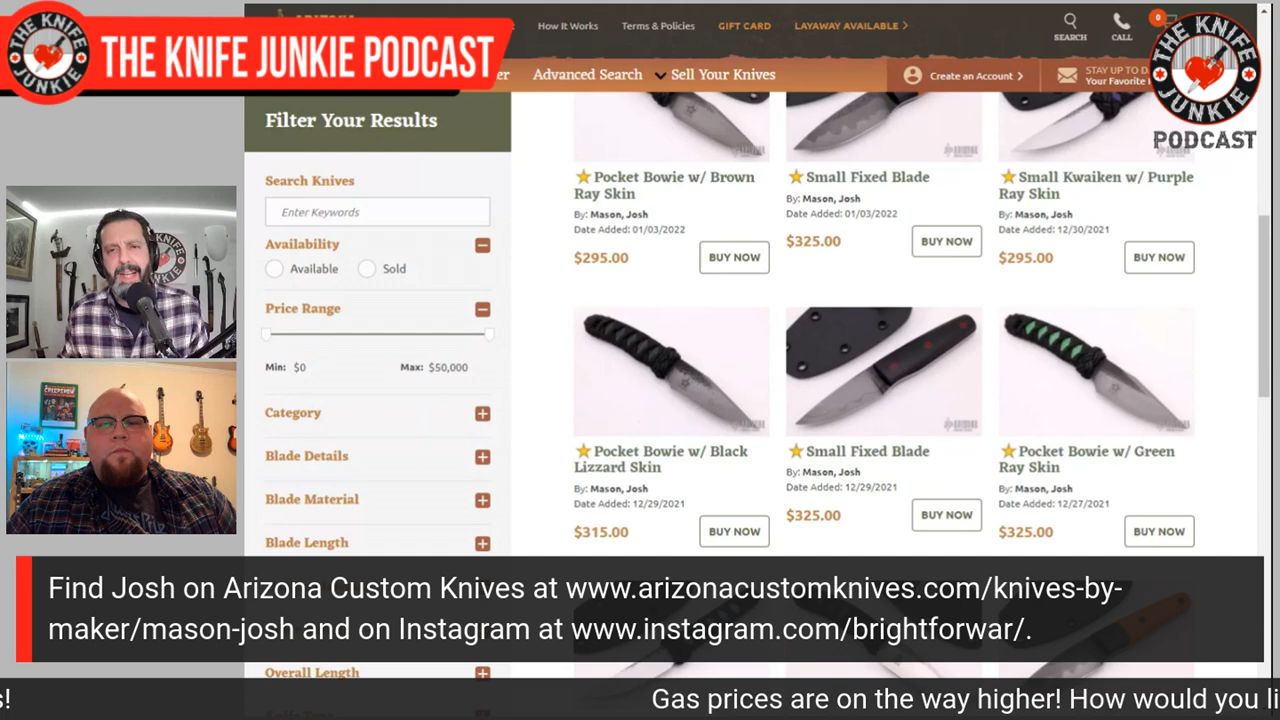 THE KNIFE JUNKIE
THE KNIFE JUNKIE PODCAST
How It Works
Terms & Policies
GIFT CARD
LAYAWAY AVAILABLE
SEARCH
CALL
0
Advanced Search
Sell Your Knives
Create an Account
STAY UP TO D
Your Favorite
THE KNIFE JUNKIE
PODCAST
Filter Your Results
Search Knives
Enter Keywords
Availability
Available
Sold
Price Range
Min: $0
Max: $50,000
Category
Blade Details
Blade Material
Blade Length
Overall Length
Pocket Bowie w/ Brown
Ray Skin
By: Mason, Josh
Date Added: 01/03/2022
$295.00
BUY NOW
Small Fixed Blade
By: Mason, Josh
Date Added: 01/03/2022
$325.00
BUY NOW
Small Kwaiken w/ Purple
Ray Skin
By: Mason, Josh
Date Added: 12/30/2021
$295.00
BUY NOW
Pocket Bowie w/ Black
Lizzard Skin
By: Mason, Josh
Date Added: 12/29/2021
$315.00
BUY NOW
Small Fixed Blade
By: Mason, Josh
Date Added: 12/29/2021
$325.00
BUY NOW
Pocket Bowie w/ Green
Ray Skin
By: Mason, Josh
Date Added: 12/27/2021
$325.00
BUY NOW
Find Josh on Arizona Custom Knives at www.arizonacustomknives.com/knives-by-
maker/mason-josh and on Instagram at www.instagram.com/brightforwar/.
s!
Gas prices are on the way higher! How would you li